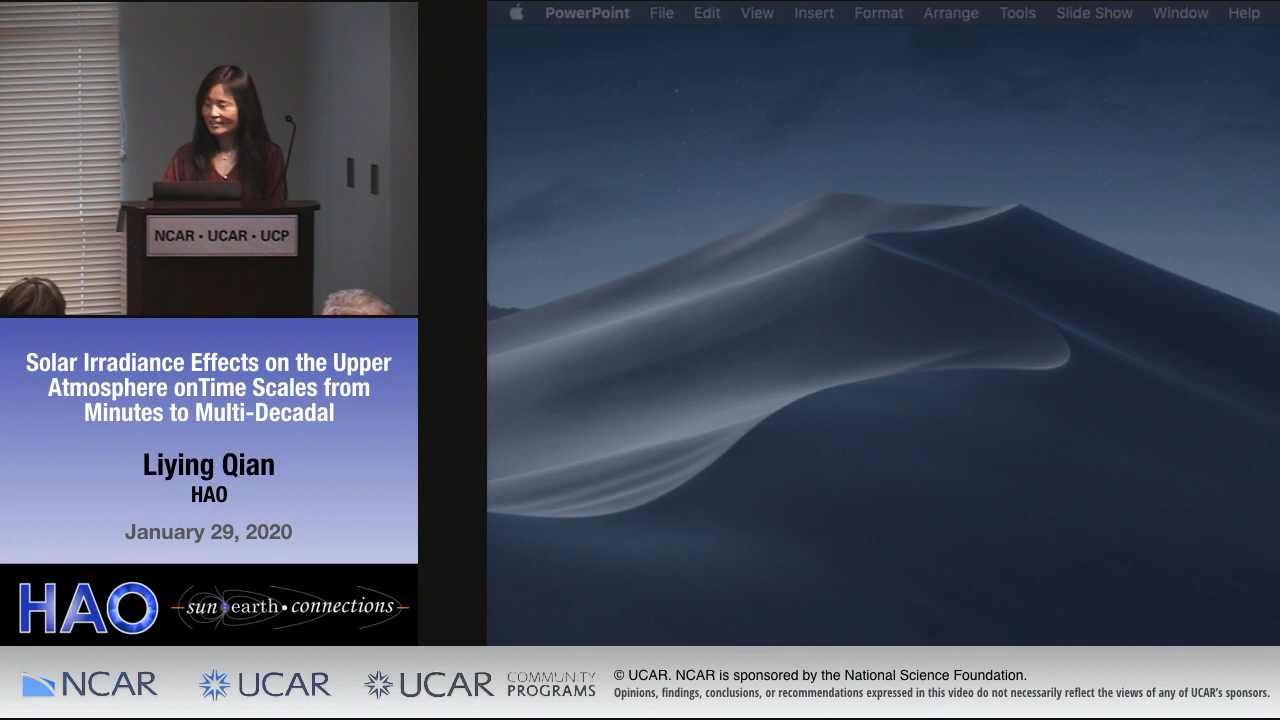 PowerPoint File Edit View Insert Format Arrange Tools Slide Show Window Help
NCAR • UCAR • UCP
Solar Irradiance Effects on the Upper
Atmosphere onTime Scales from
Minutes to Multi-Decadal
Liying Qian
HAO
January 29, 2020
HAO sun•earth•connections
NCAR UCAR UCAR COMMUNITY
PROGRAMS
© UCAR. NCAR is sponsored by the National Science Foundation.
Opinions, findings, conclusions, or recommendations expressed in this video do not necessarily reflect the views of any of UCAR's sponsors.